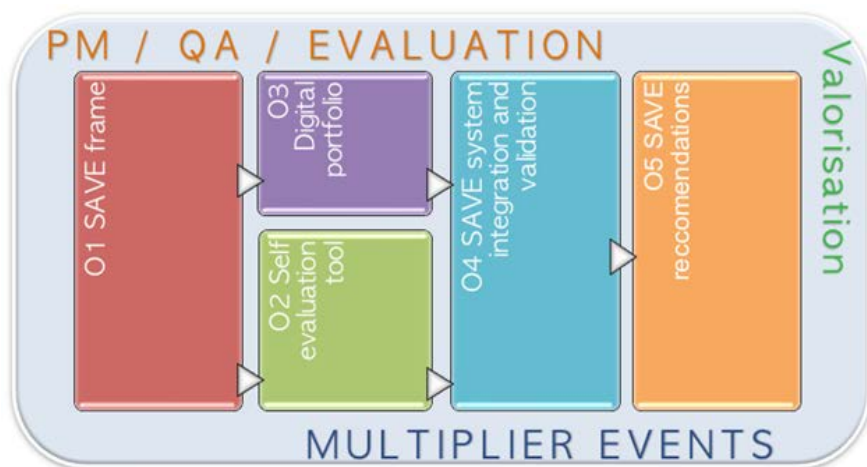 PM / QA / EVALUATION
O1 SAVE frame
O3
Digital
portfolio
O2 Self
evaluation
tool
O4 SAVE system
integration and
validation
O5 SAVE
reccomendations
Valorisation
MULTIPLIER EVENTS